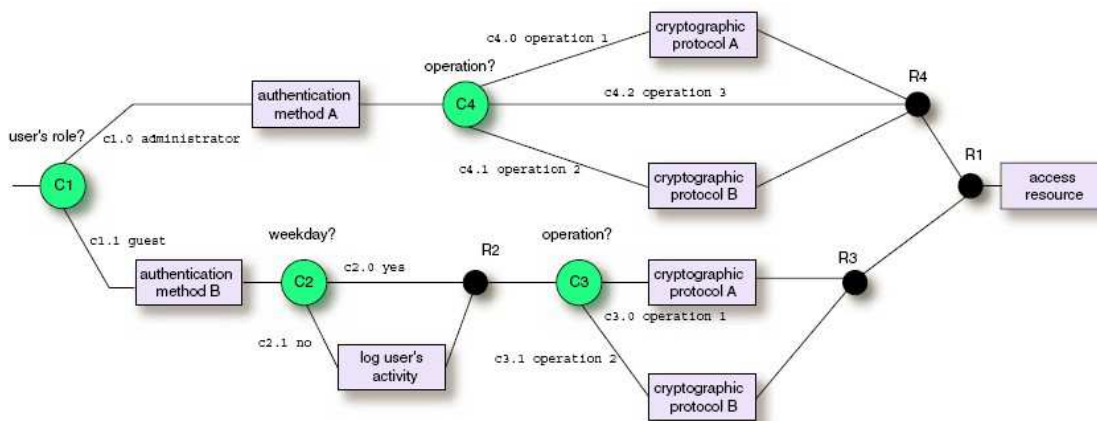 cryptographic
protocol A
c4.0 operation 1
operation?
R4
authentication
method A
C4
c4.2 operation 3
user's role?
c1.0 administrator
R1
C1
c4.1 operation 2
cryptographic
protocol B
access
resource
c1.1 guest
weekday?
operation?
R2
R3
authentication
method B
C2
c2.0 yes
C3
cryptographic
protocol A
c3.0 operation 1
c2.1 no
log user's
activity
c3.1 operation 2
cryptographic
protocol B